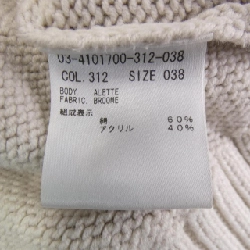 03-4101700-312-038
COL. 312 SIZE 038
BODY ALETTE
FABRIC BROOME
組成表示
綿 60%
アクリル 40%